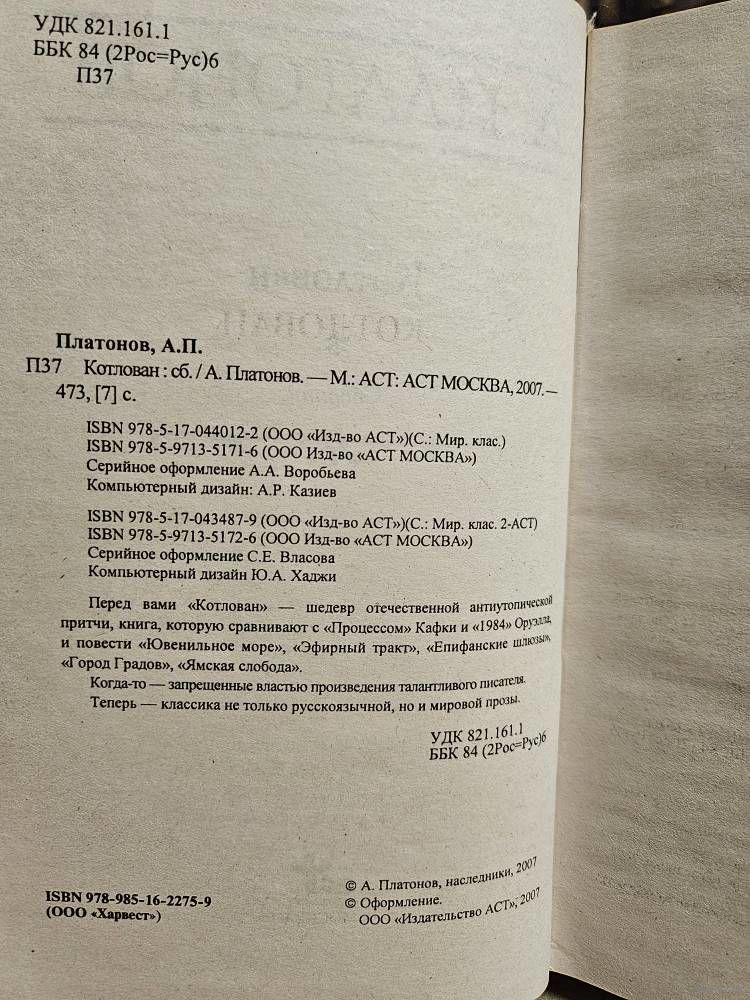 УДК 821.161.1
ББК 84 (2Рос=Рус)6
П37
Платонов, А.П.
П37 Котлован : сб. / А. Платонов. — М.: АСТ: АСТ МОСКВА, 2007. —
473, [7] с.
ISBN 978-5-17-044012-2 (ООО «Изд-во АСТ»)(С.: Мир. клас.)
ISBN 978-5-9713-5171-6 (ООО Изд-во «АСТ МОСКВА»)
Серийное оформление А.А. Воробьева
Компьютерный дизайн: А.Р. Казиев
ISBN 978-5-17-043487-9 (ООО «Изд-во АСТ»)(С.: Мир. клас. 2-АСТ)
ISBN 978-5-9713-5172-6 (ООО Изд-во «АСТ МОСКВА»)
Серийное оформление С.Е. Власова
Компьютерный дизайн Ю.А. Хаджи
Перед вами «Котлован» — шедевр отечественной антиутопической
притчи, книга, которую сравнивают с «Процессом» Кафки и «1984» Оруэлла,
и повести «Ювенильное море», «Эфирный тракт», «Епифанские шлюзы»,
«Город Градов», «Ямская слобода».
Когда-то — запрещенные властью произведения талантливого писателя.
Теперь — классика не только русскоязычной, но и мировой прозы.
УДК 821.161.1
ББК 84 (2Рос=Рус)6
ISBN 978-985-16-2275-9
(ООО «Харвест»)
© А. Платонов, наследники, 2007
© Оформление.
ООО «Издательство АСТ», 2007